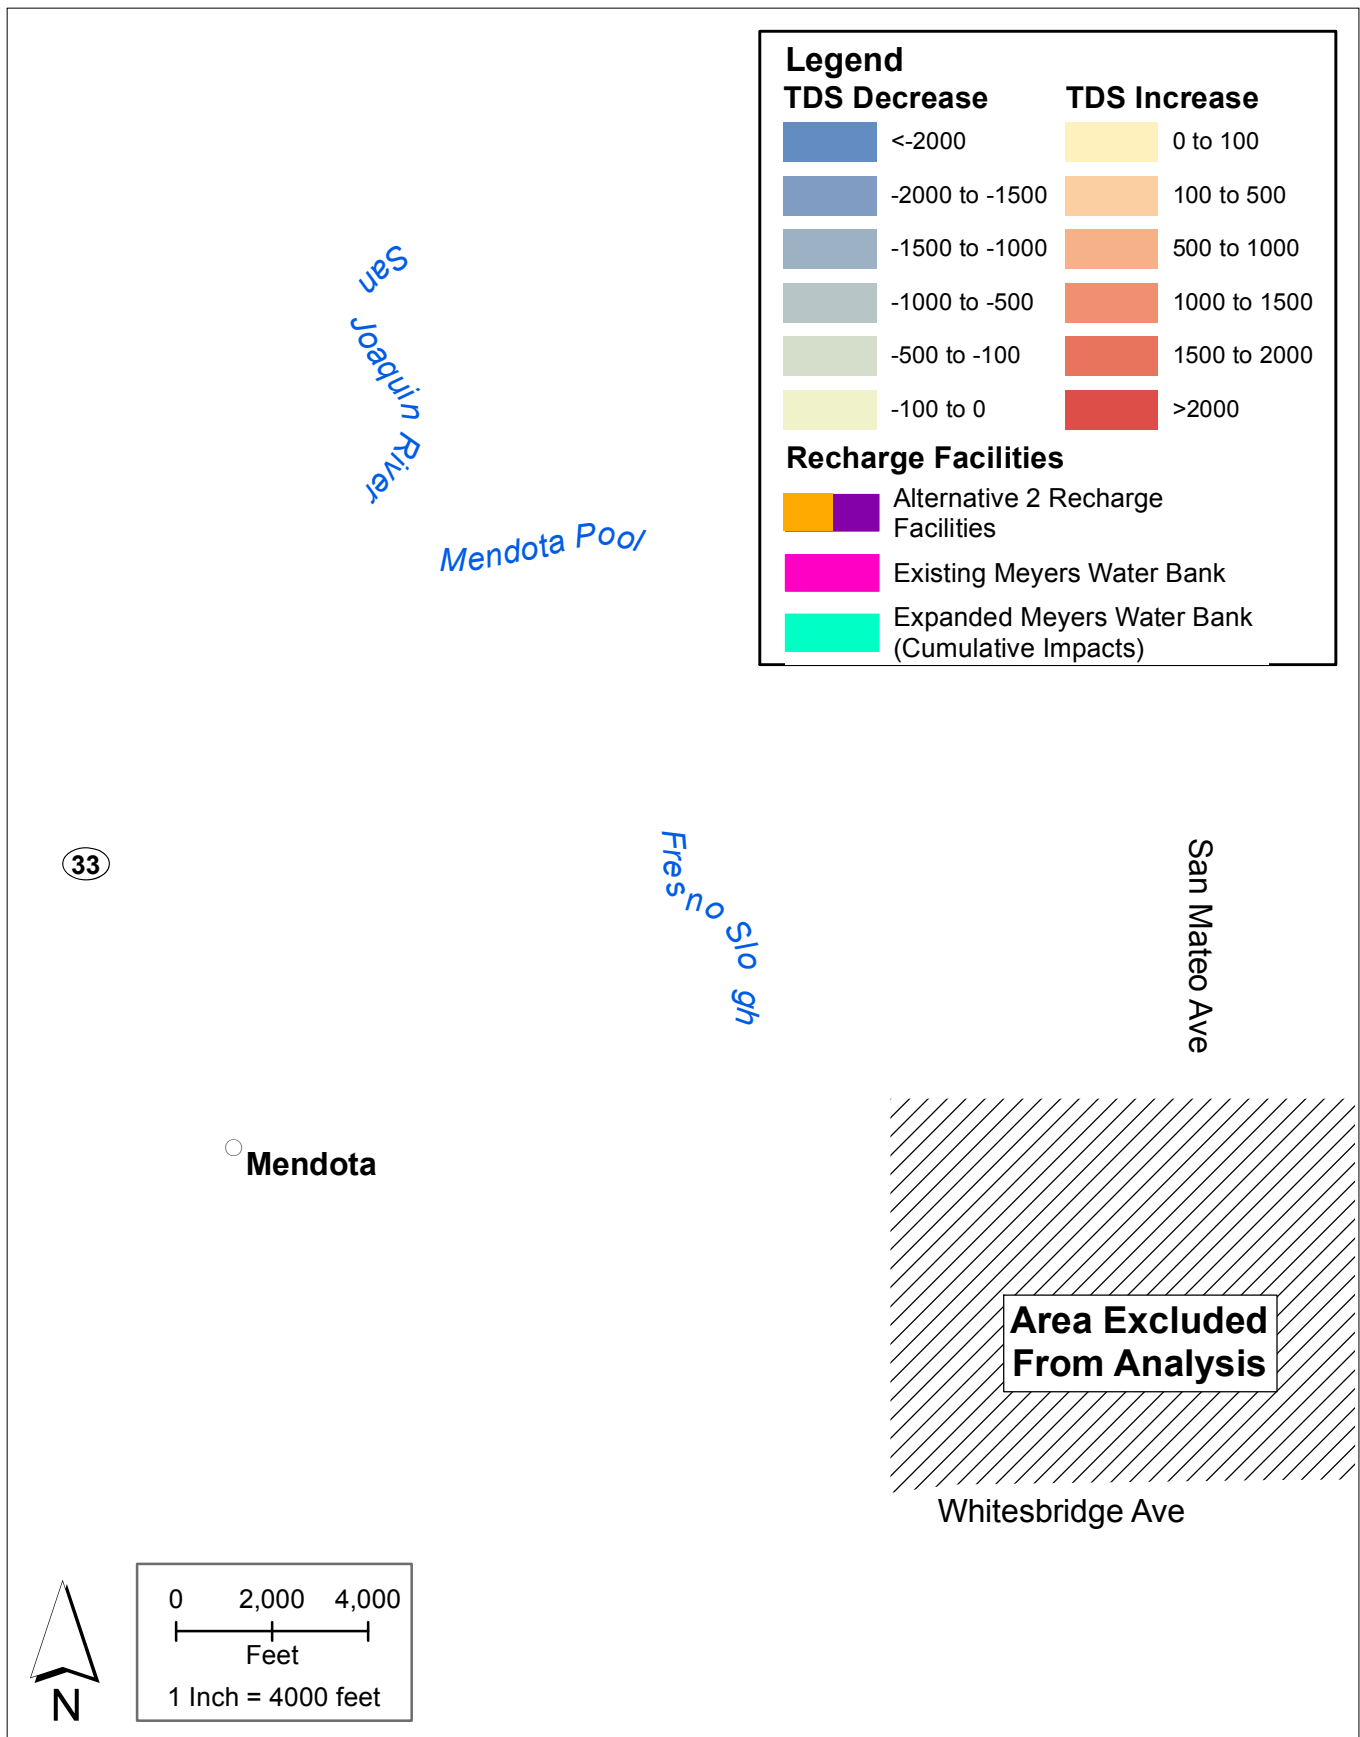 Legend
TDS Decrease
TDS Increase
<-2000
0 to 100
-2000 to -1500
100 to 500
-1500 to -1000
500 to 1000
-1000 to -500
1000 to 1500
-500 to -100
1500 to 2000
-100 to 0
>2000
Recharge Facilities
Alternative 2 Recharge
Facilities
Existing Meyers Water Bank
Expanded Meyers Water Bank
(Cumulative Impacts)
San Joaquin River
Mendota Pool
33
Fresno Slo gh
San Mateo Ave
Mendota
Area Excluded
From Analysis
Whitesbridge Ave
0 2,000 4,000
Feet
1 Inch = 4000 feet
N